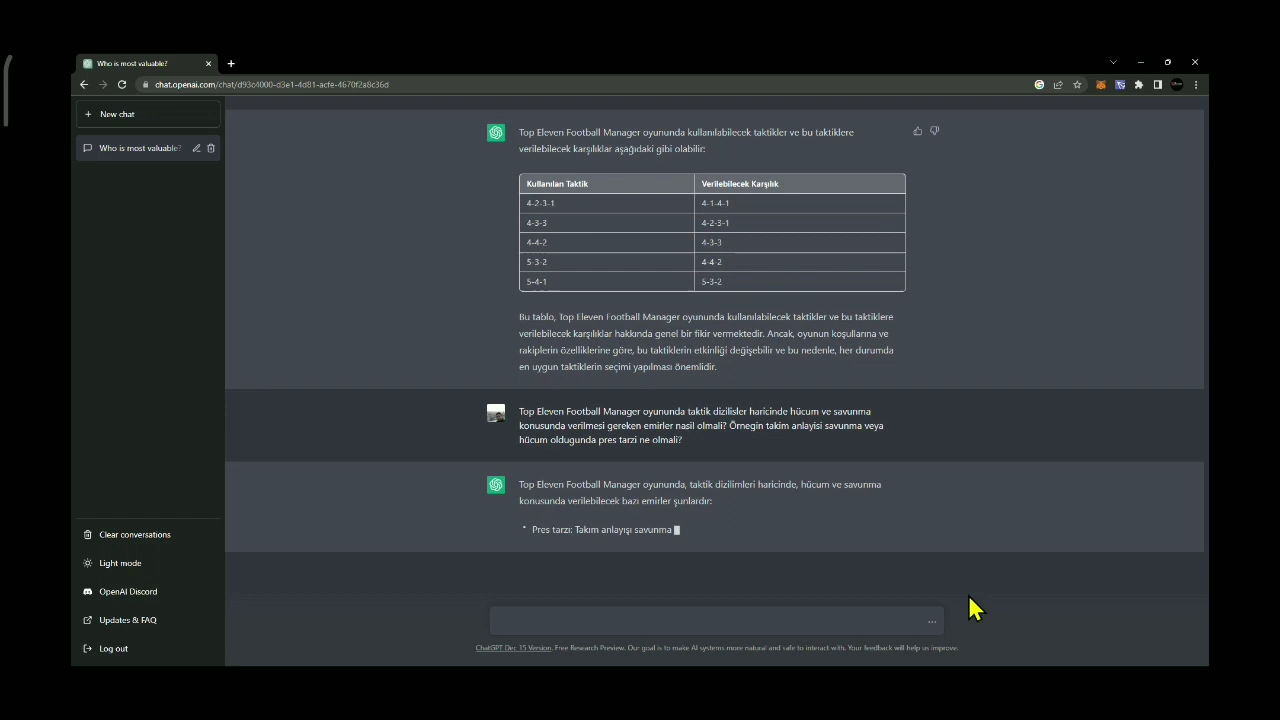 Who is most valuable?
chat.openai.com/chat/d93c4000-d3e1-4d81-acfe-4670f2a8c36d
New chat
Who is most valuable?
Top Eleven Football Manager oyununda kullanılabilecek taktikler ve bu taktiklere
verilebilecek karşılıklar aşağıdaki gibi olabilir:
Kullanılan Taktik Verilebilecek Karşılık
4-2-3-1 4-1-4-1
4-3-3 4-2-3-1
4-4-2 4-3-3
5-3-2 4-4-2
5-4-1 5-3-2
Bu tablo, Top Eleven Football Manager oyununda kullanılabilecek taktikler ve bu taktiklere
verilebilecek karşılıklar hakkında genel bir fikir vermektedir. Ancak, oyunun koşullarına ve
rakiplerin özelliklerine göre, bu taktiklerin etkinliği değişebilir ve bu nedenle, her durumda
en uygun taktiklerin seçimi yapılması önemlidir.
Top Eleven Football Manager oyununda taktik dizilisler haricinde hücum ve savunma
konusunda verilmesi gereken emirler nasil olmali? Örnegin takim anlayisi savunma veya
hücum oldugunda pres tarzi ne olmali?
Top Eleven Football Manager oyununda, taktik dizilimleri haricinde, hücum ve savunma
konusunda verilebilecek bazı emirler şunlardır:
• Pres tarzı: Takım anlayışı savunma
Clear conversations
Light mode
OpenAI Discord
Updates & FAQ
Log out
ChatGPT Dec 15 Version. Free Research Preview. Our goal is to make AI systems more natural and safe to interact with. Your feedback will help us improve.